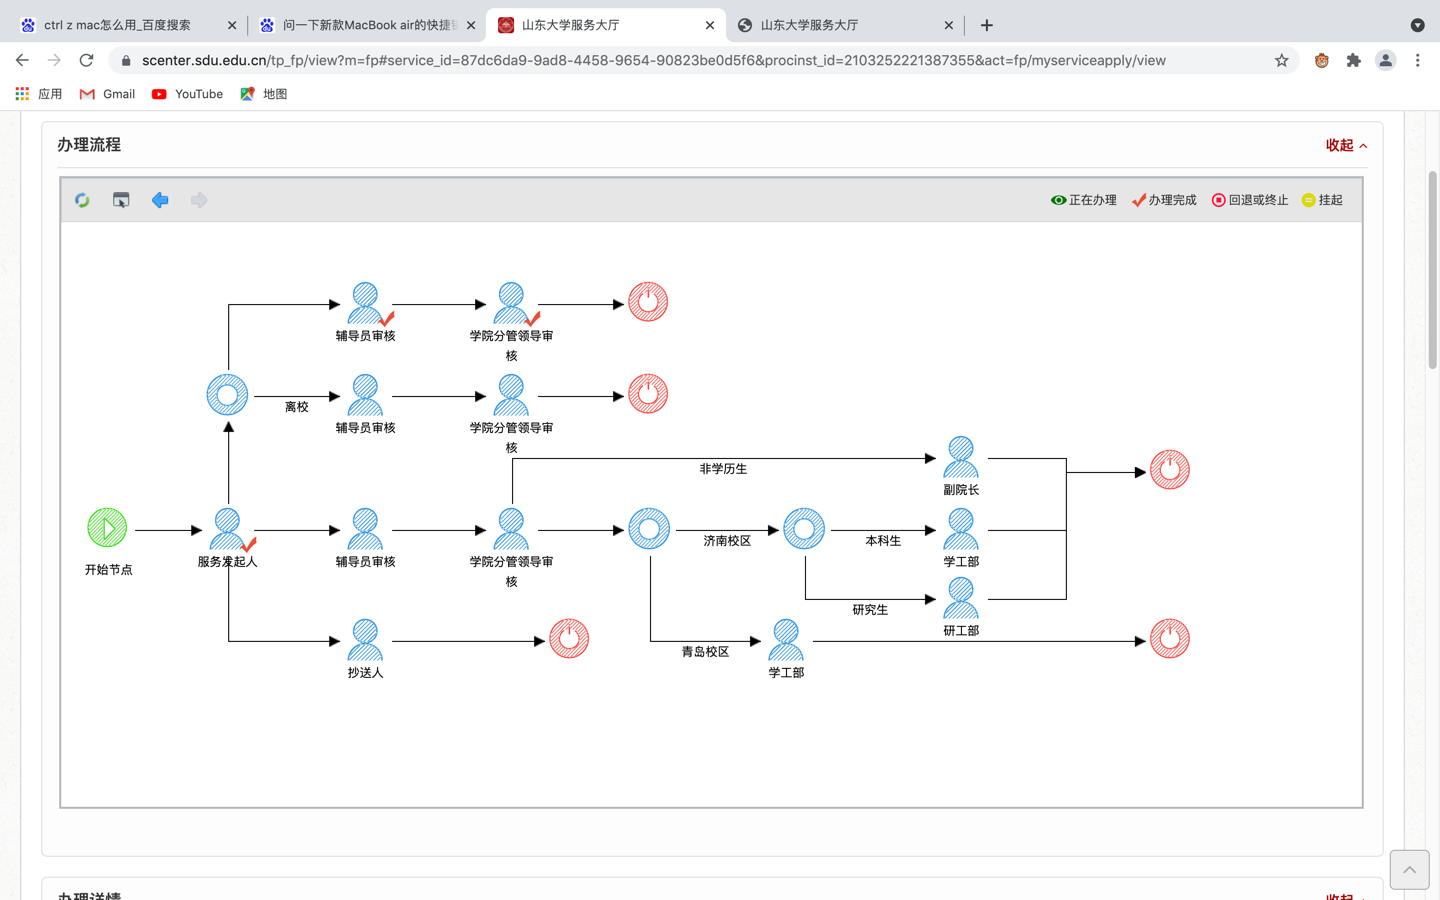 ctrl z mac怎么用_百度搜索
问一下新款MacBook air的快捷
山东大学服务大厅
山东大学服务大厅
scenter.sdu.edu.cn/tp_fp/view?m=fp#service_id=87dc6da9-9ad8-4458-9654-90823be0d5f6&procinst_id=2103252221387355&act=fp/myserviceapply/view
应用
Gmail
YouTube
地图
办理流程
收起
正在办理
办理完成
回退或终止
挂起
辅导员审核
学院分管领导审
核
离校
辅导员审核
学院分管领导审
核
非学历生
副院长
开始节点
服务发起人
辅导员审核
学院分管领导审
核
济南校区
本科生
学工部
研究生
研工部
抄送人
青岛校区
学工部
办理详情
收起